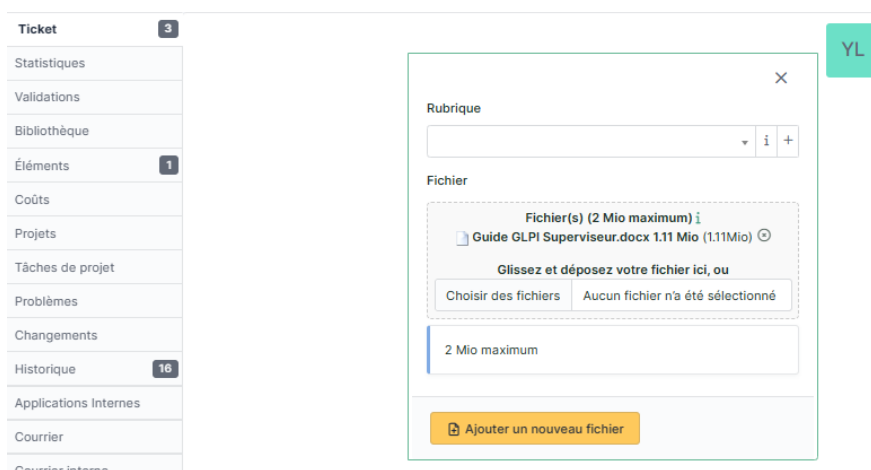 Ticket 3
Statistiques
Validations
Bibliothèque
Éléments 1
Coûts
Projets
Tâches de projet
Problèmes
Changements
Historique 16
Applications Internes
Courrier
Courrier interne
YL
Rubrique
i +
Fichier
Fichier(s) (2 Mio maximum) i
Guide GLPI Superviseur.docx 1.11 Mio (1.11Mio)
Glissez et déposez votre fichier ici, ou
Choisir des fichiers Aucun fichier n'a été sélectionné
2 Mio maximum
Ajouter un nouveau fichier